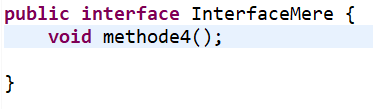 public interface InterfaceMere {
    void methode4();
}